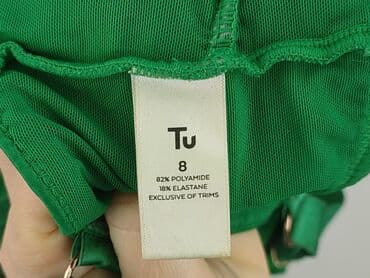 Tu
8
82% POLYAMIDE
18% ELASTANE
EXCLUSIVE OF TRIMS